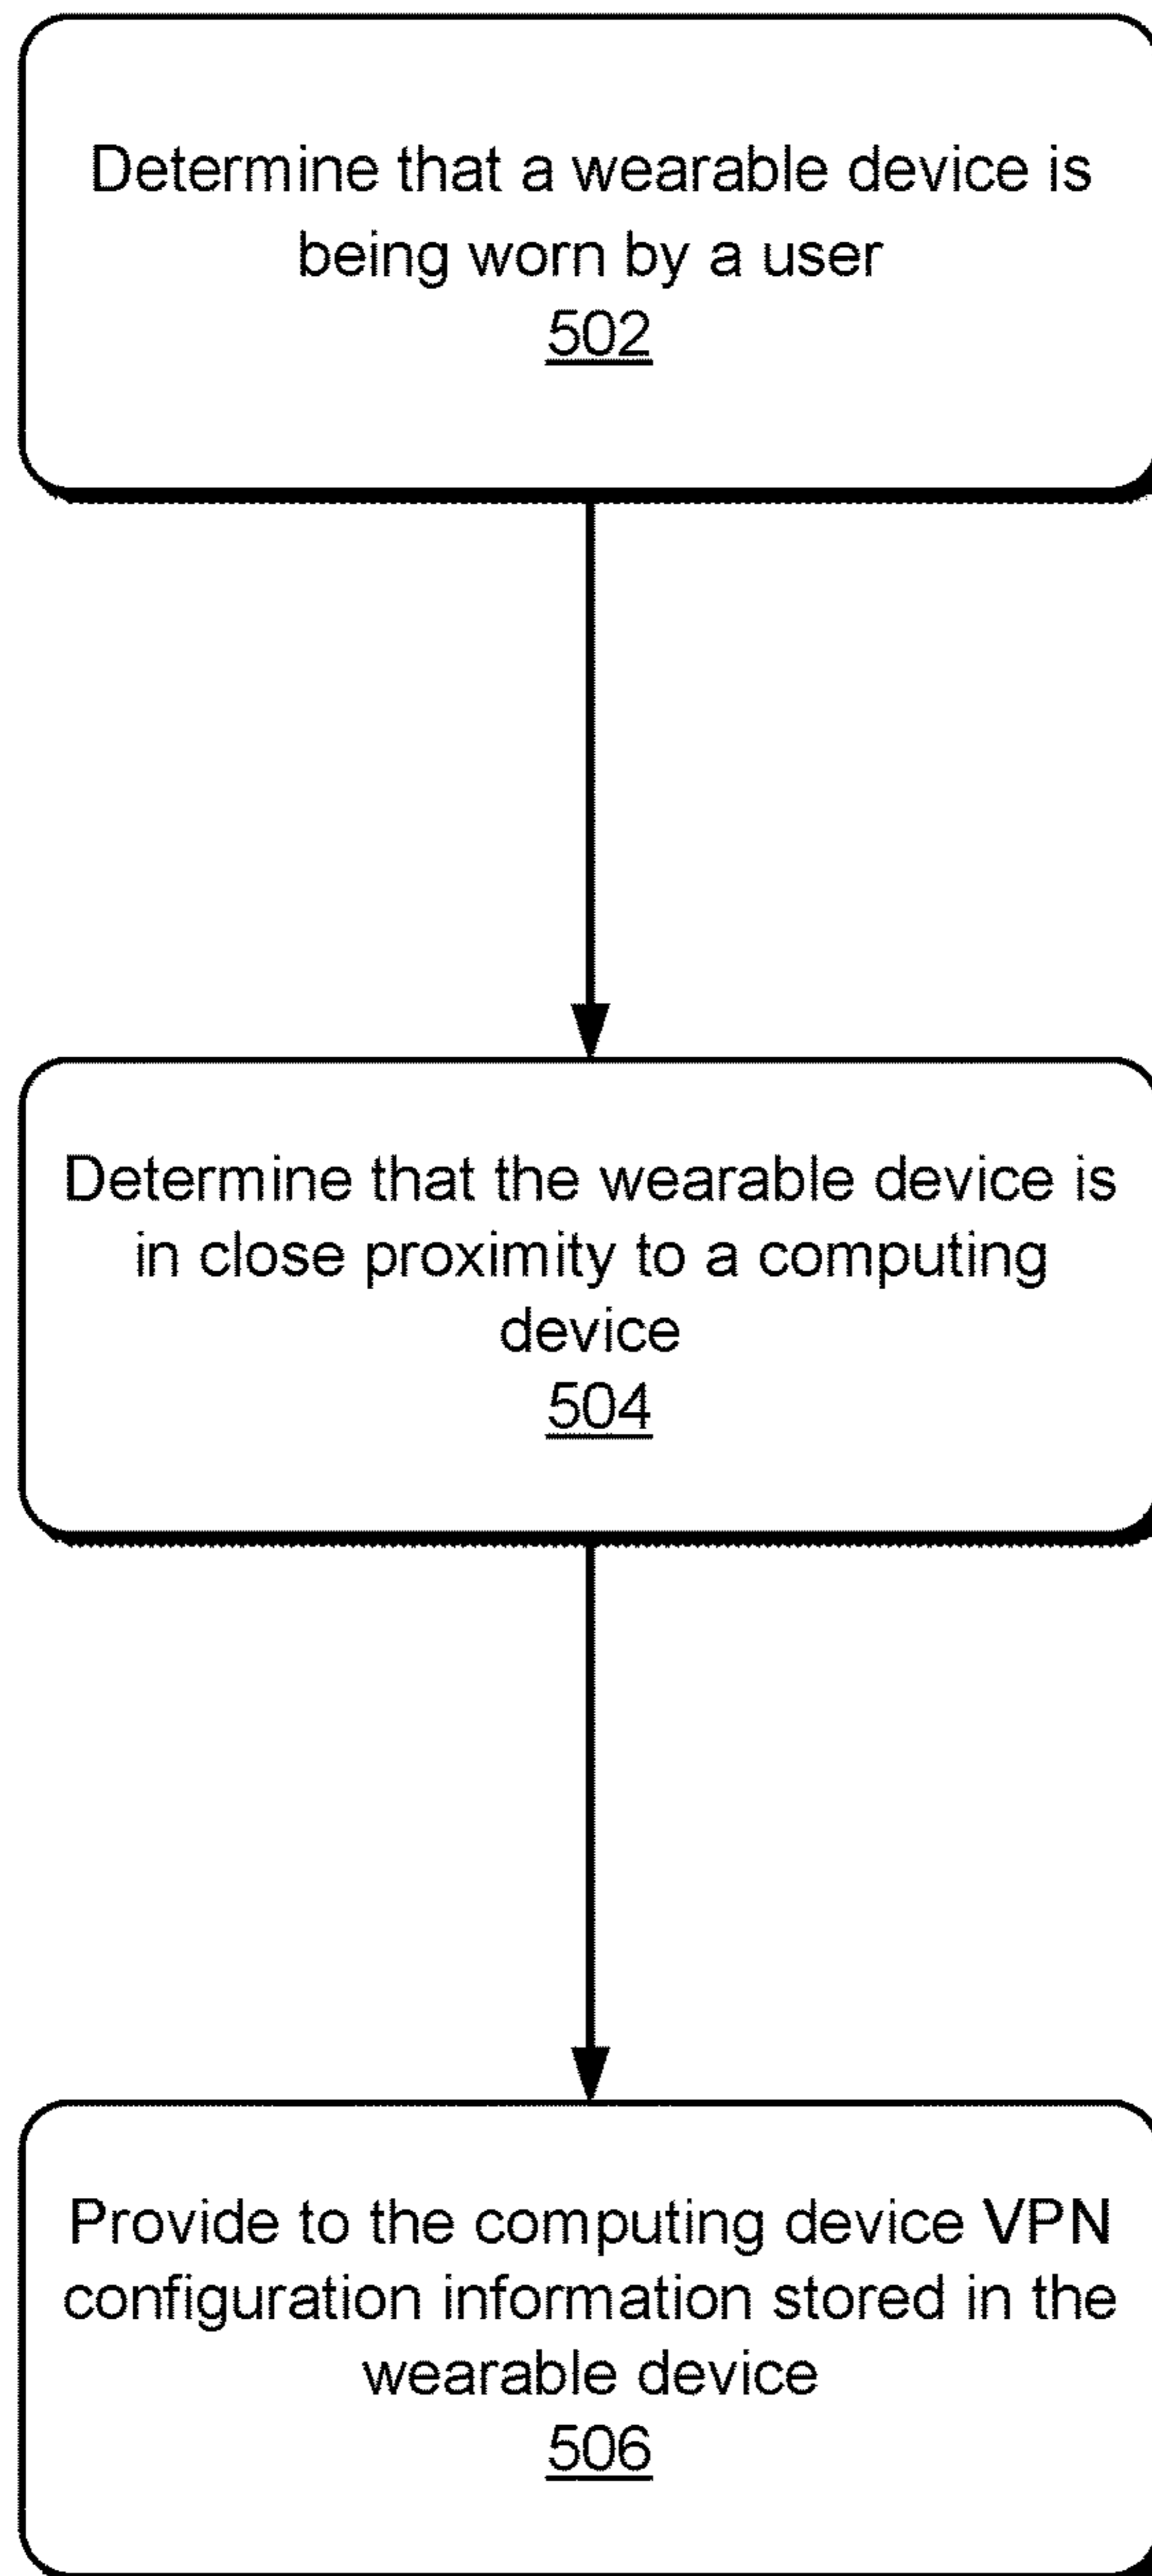 Determine that a wearable device is
being worn by a user
502
Determine that the wearable device is
in close proximity to a computing
device
504
Provide to the computing device VPN
configuration information stored in the
wearable device
506